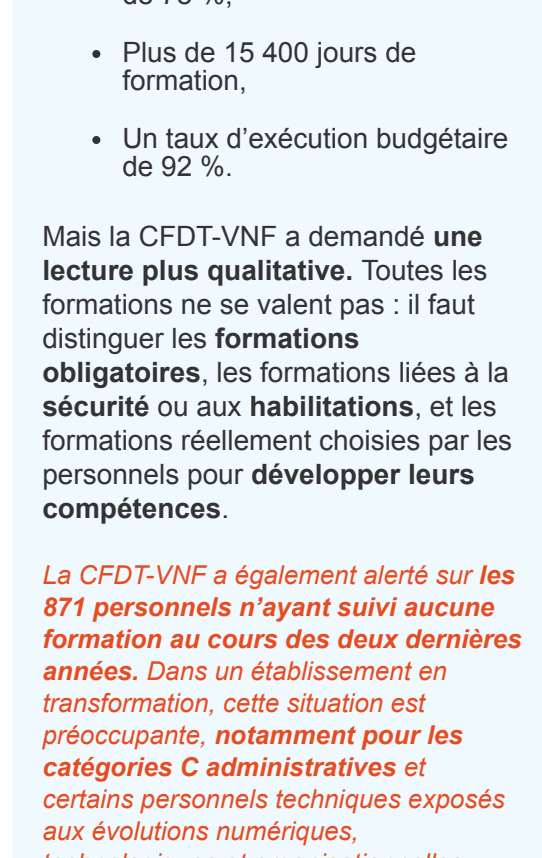 • Plus de 15 400 jours de
formation,
• Un taux d’exécution budgétaire
de 92 %.
Mais la CFDT-VNF a demandé une
lecture plus qualitative. Toutes les
formations ne se valent pas : il faut
distinguer les formations
obligatoires, les formations liées à la
sécurité ou aux habilitations, et les
formations réellement choisies par les
personnels pour développer leurs
compétences.
La CFDT-VNF a également alerté sur les
871 personnels n’ayant suivi aucune
formation au cours des deux dernières
années. Dans un établissement en
transformation, cette situation est
préoccupante, notamment pour les
catégories C administratives et
certains personnels techniques exposés
aux évolutions numériques,